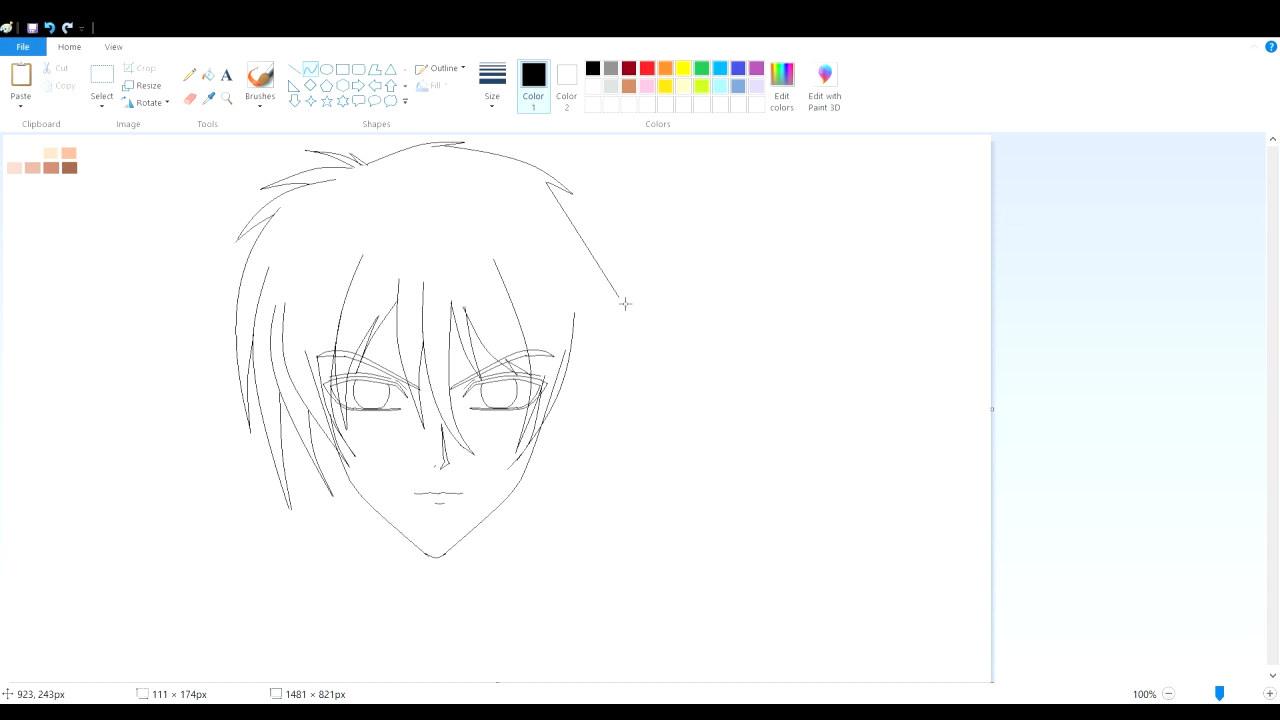 File Home View
Cut
Copy
Paste
Clipboard
Select
Crop
Resize
Rotate
Image
A
Tools
Brushes
Outline
Fill
Shapes
Size
Color 1
Color 2
Edit colors
Edit with Paint 3D
Colors
?
923, 243px 111 × 174px 1481 × 821px 100%